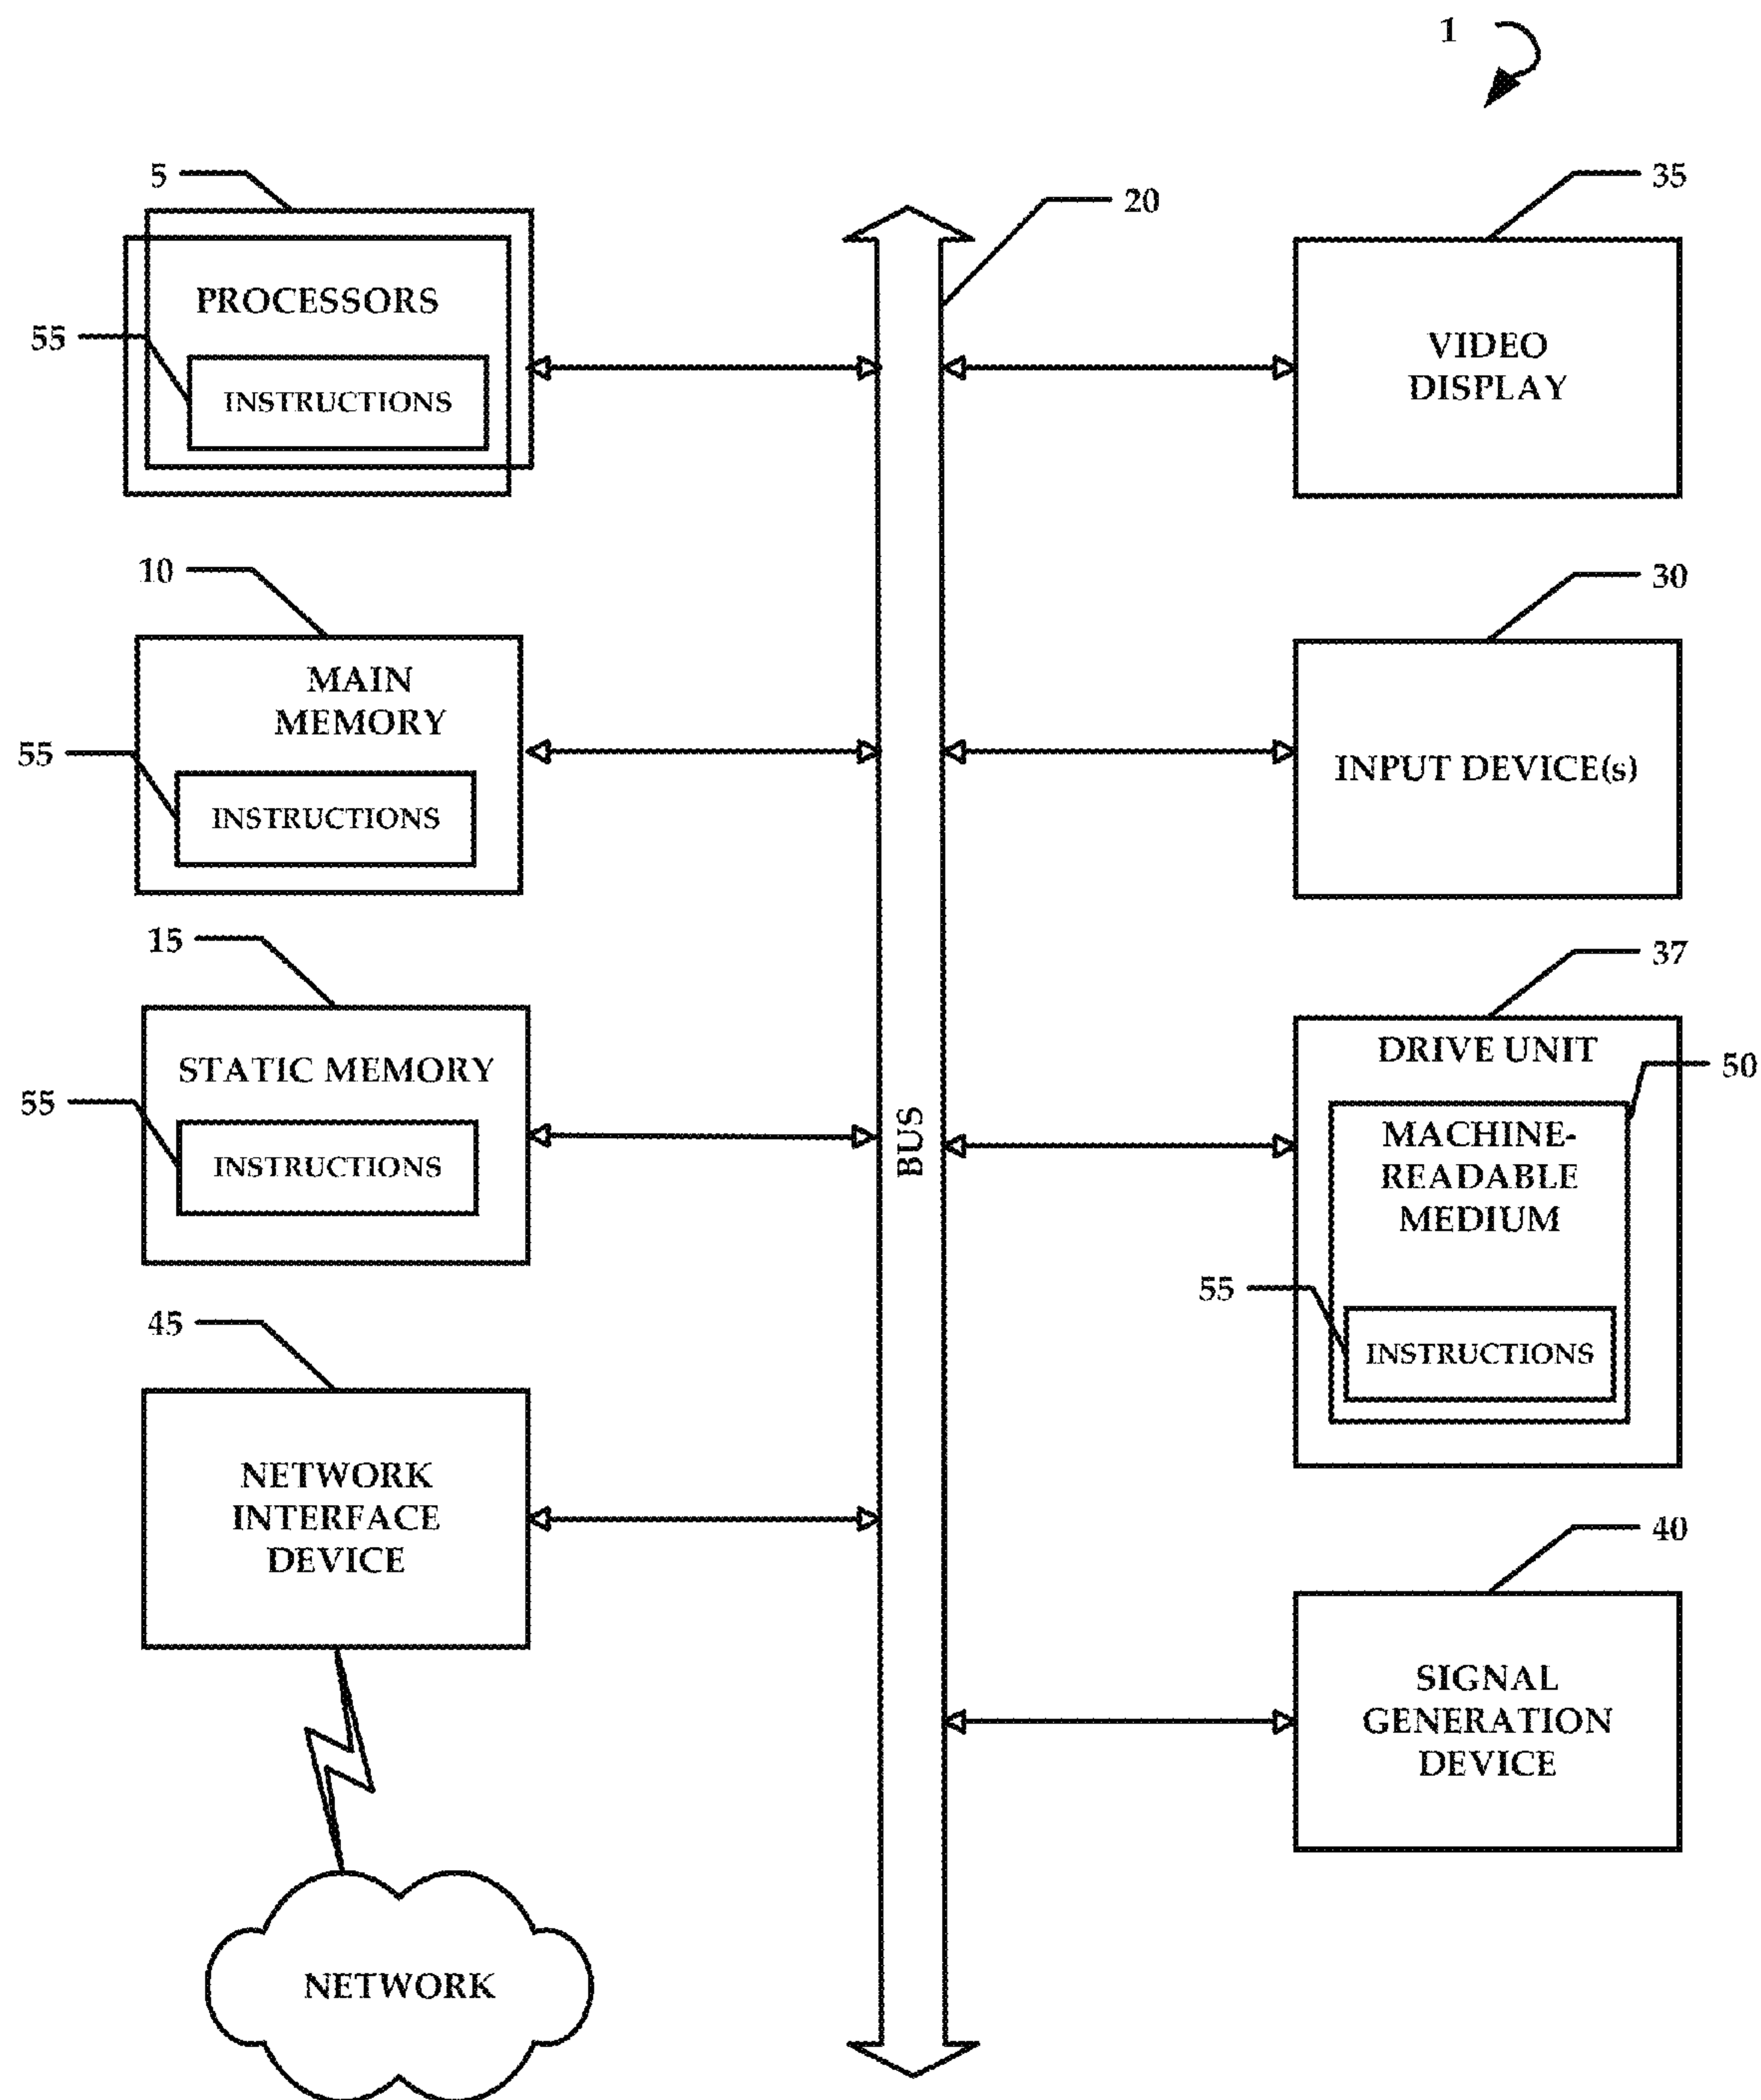 1
5
20
35
PROCESSORS
55
INSTRUCTIONS
VIDEO
DISPLAY
10
30
MAIN
MEMORY
55
INSTRUCTIONS
INPUT DEVICE(s)
15
37
STATIC MEMORY
55
INSTRUCTIONS
BUS
DRIVE UNIT
50
MACHINE-
READABLE
MEDIUM
55
INSTRUCTIONS
45
NETWORK
INTERFACE
DEVICE
40
SIGNAL
GENERATION
DEVICE
NETWORK